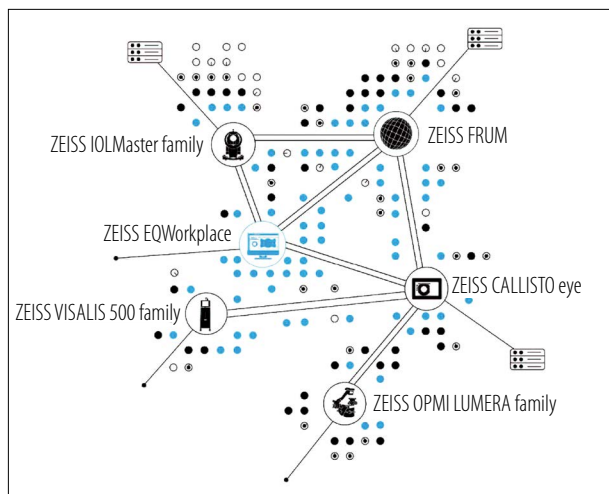 ZEISS IOLMaster family
ZEISS FRUM
ZEISS EQWorkplace
ZEISS CALLISTO eye
ZEISS VISALIS 500 family
ZEISS OPMI LUMERA family